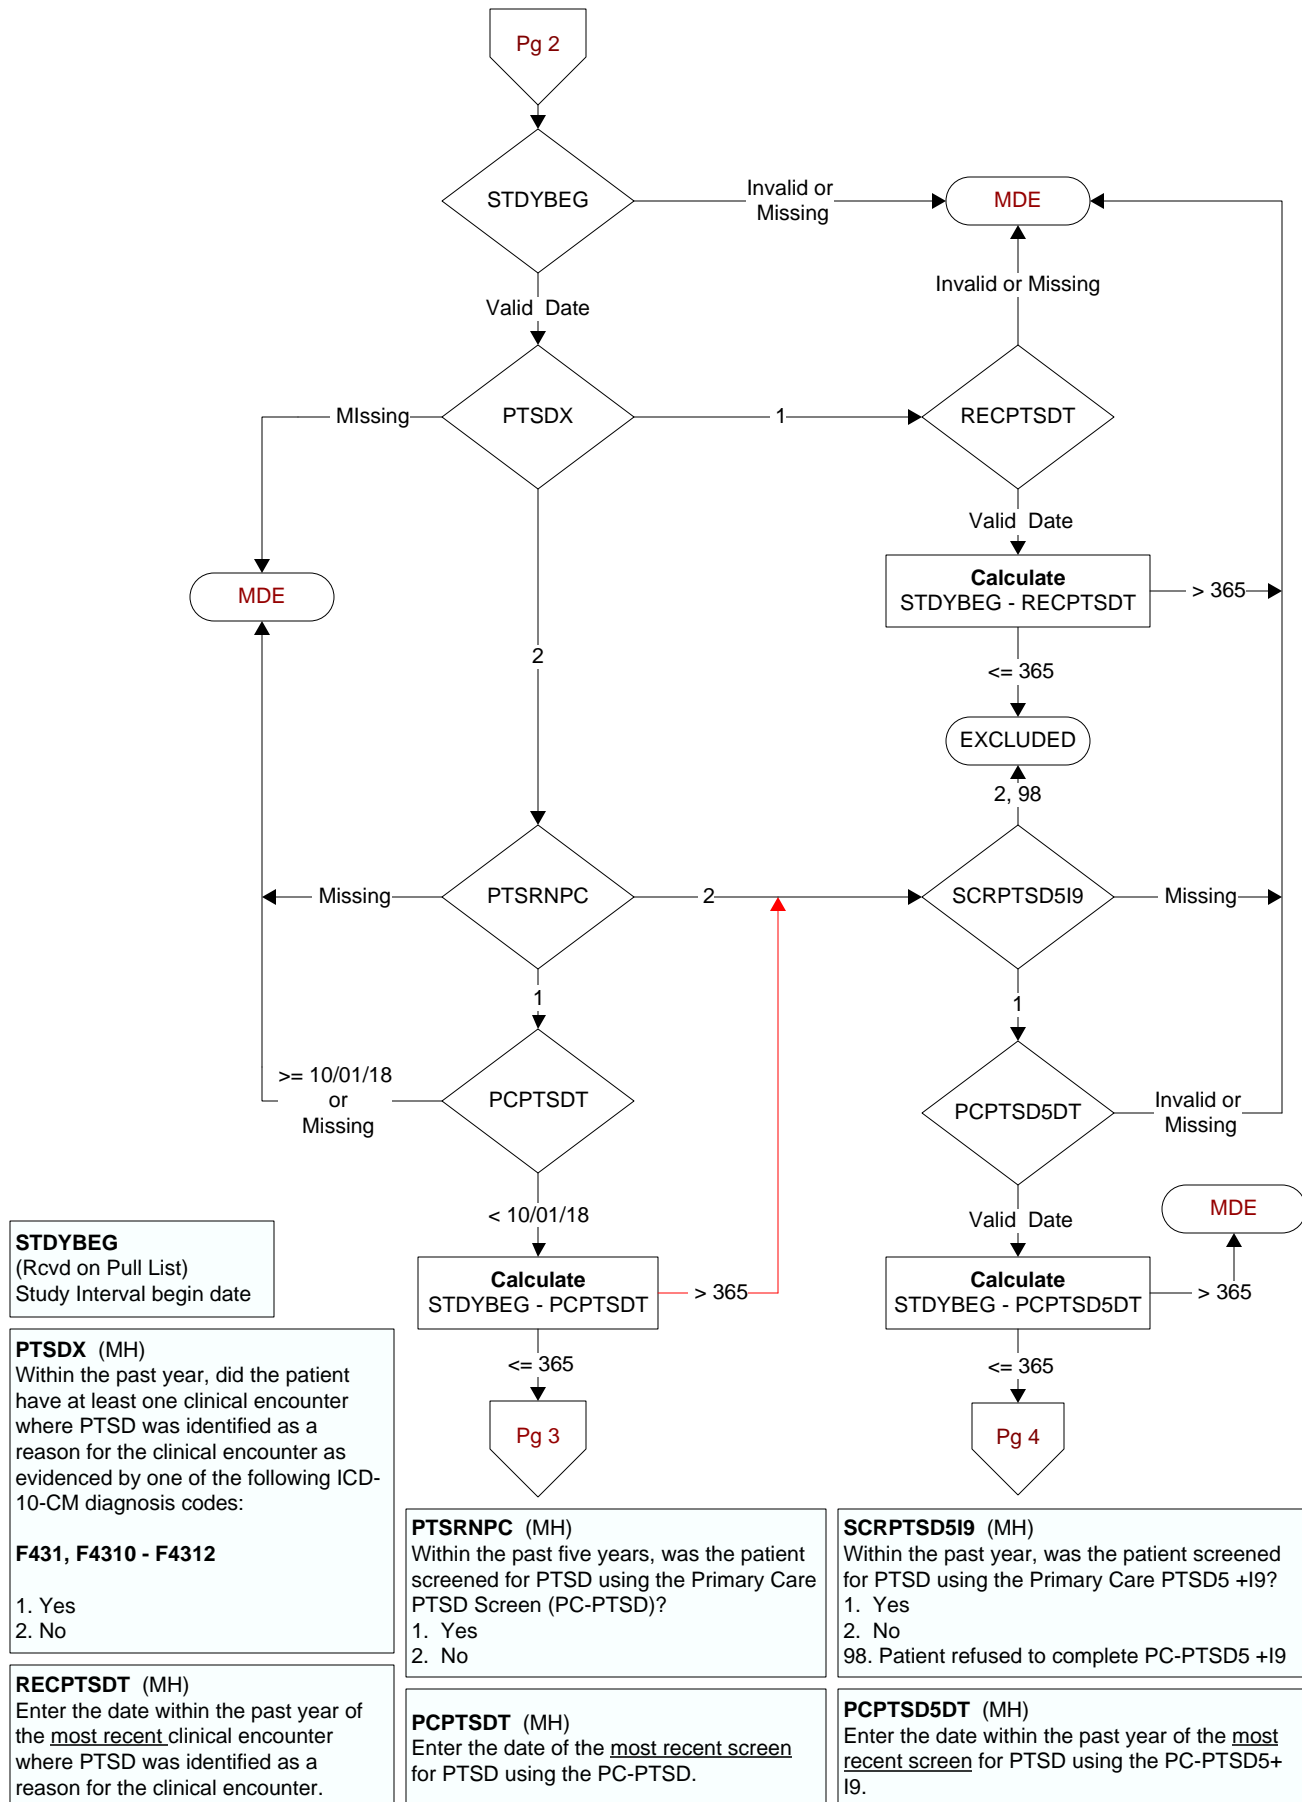 Pg 2
STDYBEG
Invalid or
Missing
MDE
Valid  Date
Invalid or Missing
MIssing
PTSDX
1
RECPTSDT
Valid  Date
MDE
Calculate
STDYBEG - RECPTSDT
> 365
2
<= 365
EXCLUDED
2, 98
Missing
PTSRNPC
2
SCRPTSD5I9
Missing
1
1
>= 10/01/18
or
Missing
PCPTSDT
PCPTSD5DT
Invalid or
Missing
< 10/01/18
Valid  Date
MDE
Calculate
STDYBEG - PCPTSDT
> 365
Calculate
STDYBEG - PCPTSD5DT
> 365
<= 365
<= 365
Pg 3
Pg 4
STDYBEG
(Rcvd on Pull List)
Study Interval begin date
PTSDX  (MH)
Within the past year, did the patient
have at least one clinical encounter
where PTSD was identified as a
reason for the clinical encounter as
evidenced by one of the following ICD-
10-CM diagnosis codes:
F431, F4310 - F4312
1. Yes
2. No
RECPTSDT  (MH)
Enter the date within the past year of
the most recent clinical encounter
where PTSD was identified as a
reason for the clinical encounter.
PTSRNPC  (MH)
Within the past five years, was the patient
screened for PTSD using the Primary Care
PTSD Screen (PC-PTSD)?
1.  Yes
2.  No
PCPTSDT  (MH)
Enter the date of the most recent screen
for PTSD using the PC-PTSD.
SCRPTSD5I9  (MH)
Within the past year, was the patient screened
for PTSD using the Primary Care PTSD5 +I9?
1.  Yes
2.  No
98. Patient refused to complete PC-PTSD5 +I9
PCPTSD5DT  (MH)
Enter the date within the past year of the most
recent screen for PTSD using the PC-PTSD5+
I9.